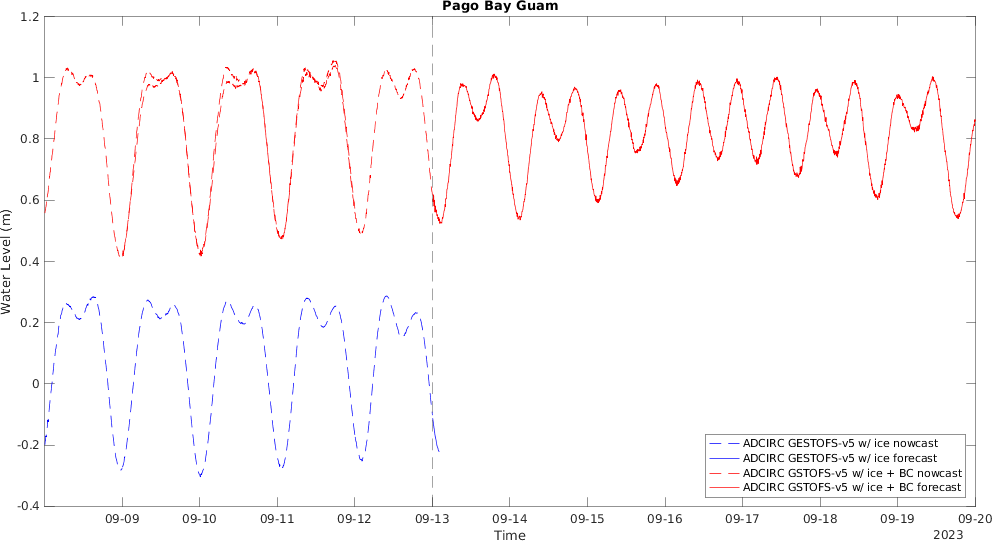 Pago Bay Guam
1.2
1
0.8
0.6
0.4
0.2
0
-0.2
-0.4
Water Level (m)
ADCIRC GESTOFS-v5 w/ ice nowcast
ADCIRC GESTOFS-v5 w/ ice forecast
ADCIRC GSTOFS-v5 w/ ice + BC nowcast
ADCIRC GSTOFS-v5 w/ ice + BC forecast
09-09 09-10 09-11 09-12 09-13 09-14 09-15 09-16 09-17 09-18 09-19 09-20
Time
2023